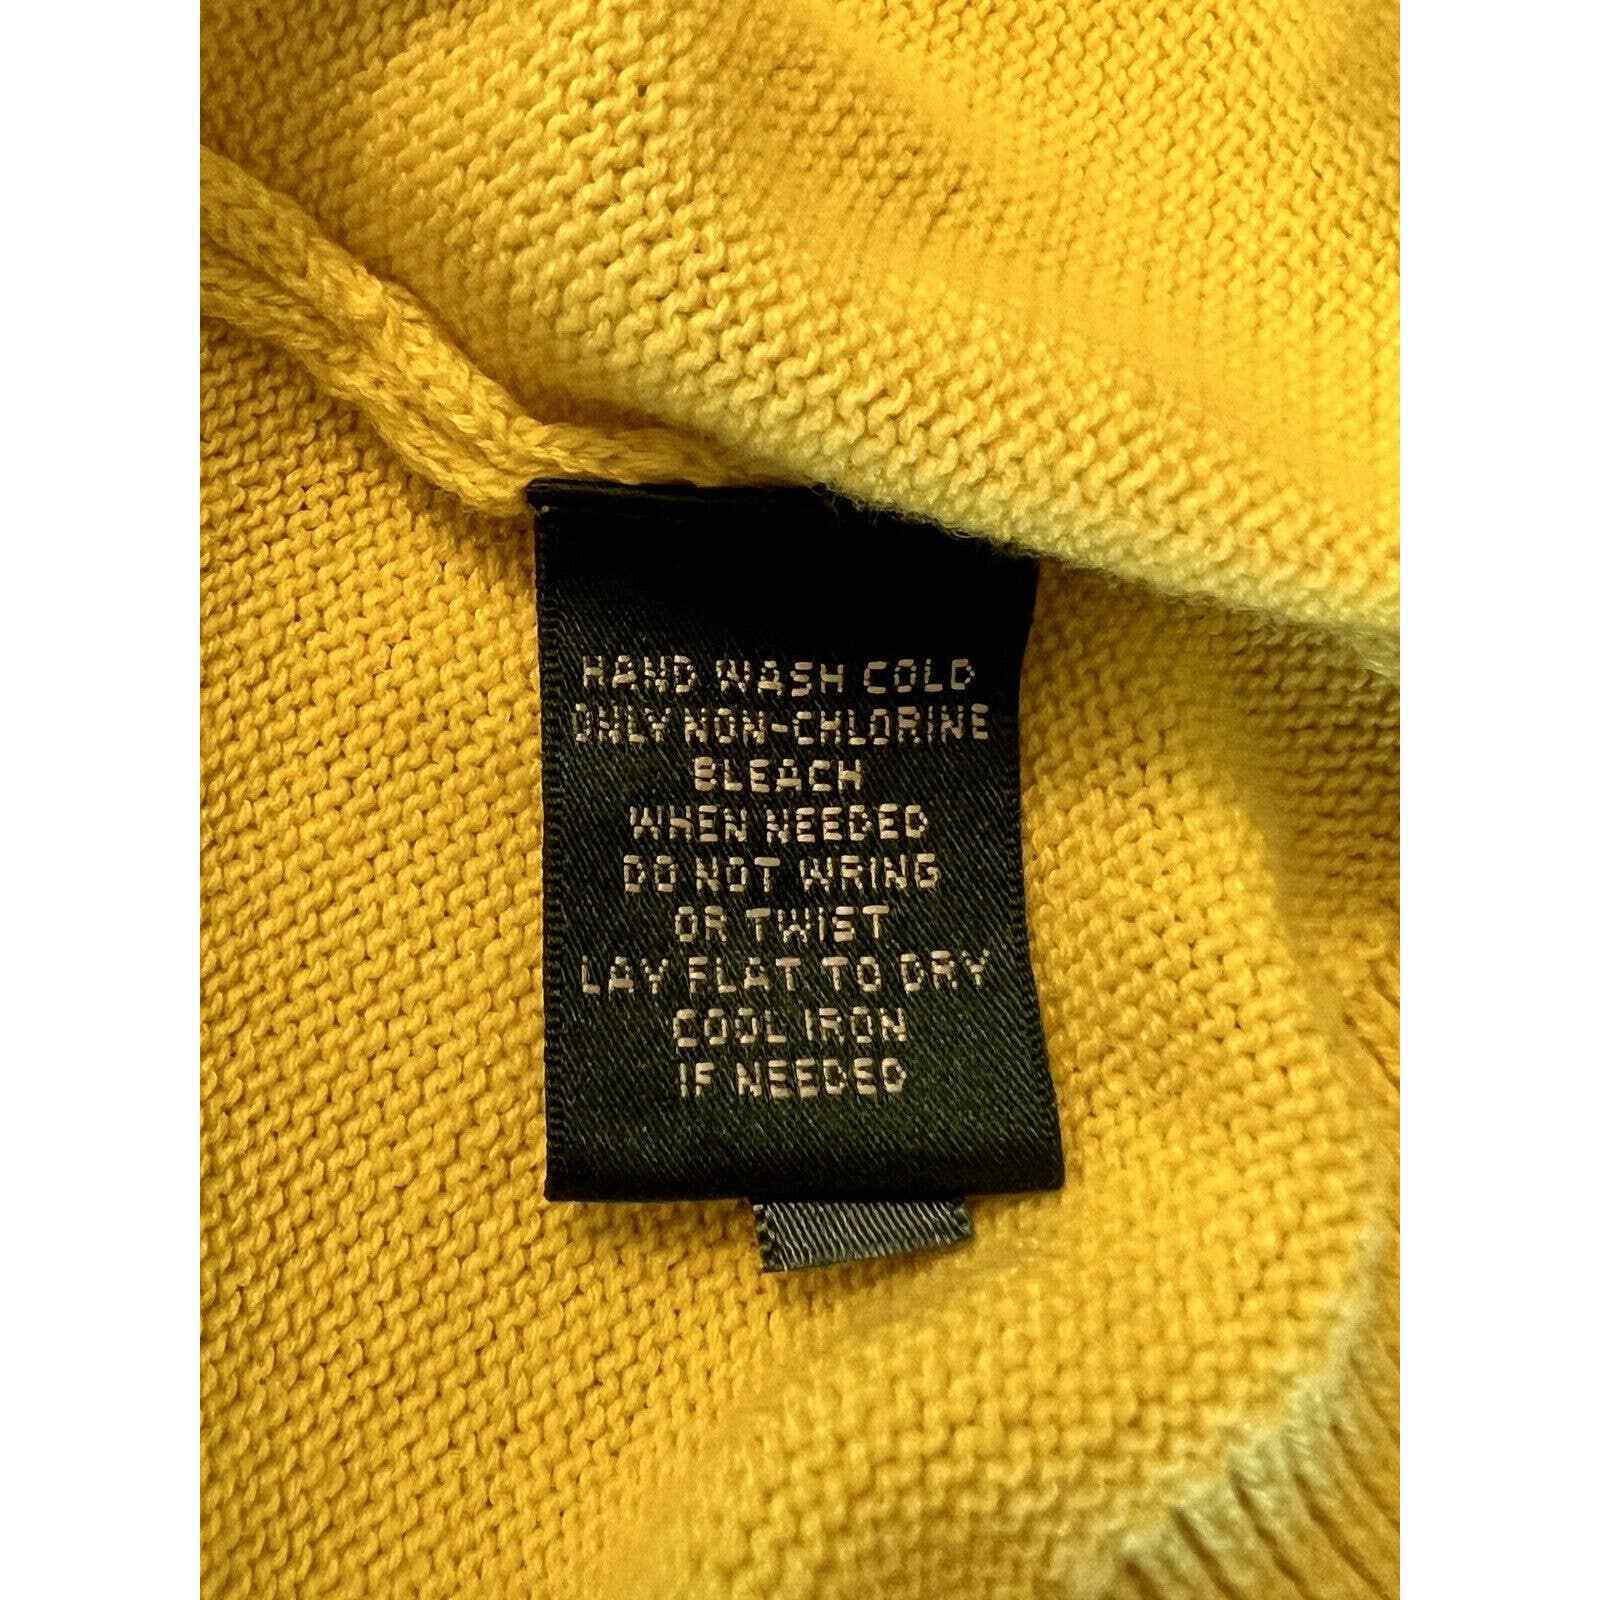 HAND WASH COLD
ONLY NON-CHLORINE
BLEACH
WHEN NEEDED
DO NOT WRING
OR TWIST
LAY FLAT TO DRY
COOL IRON
IF NEEDED